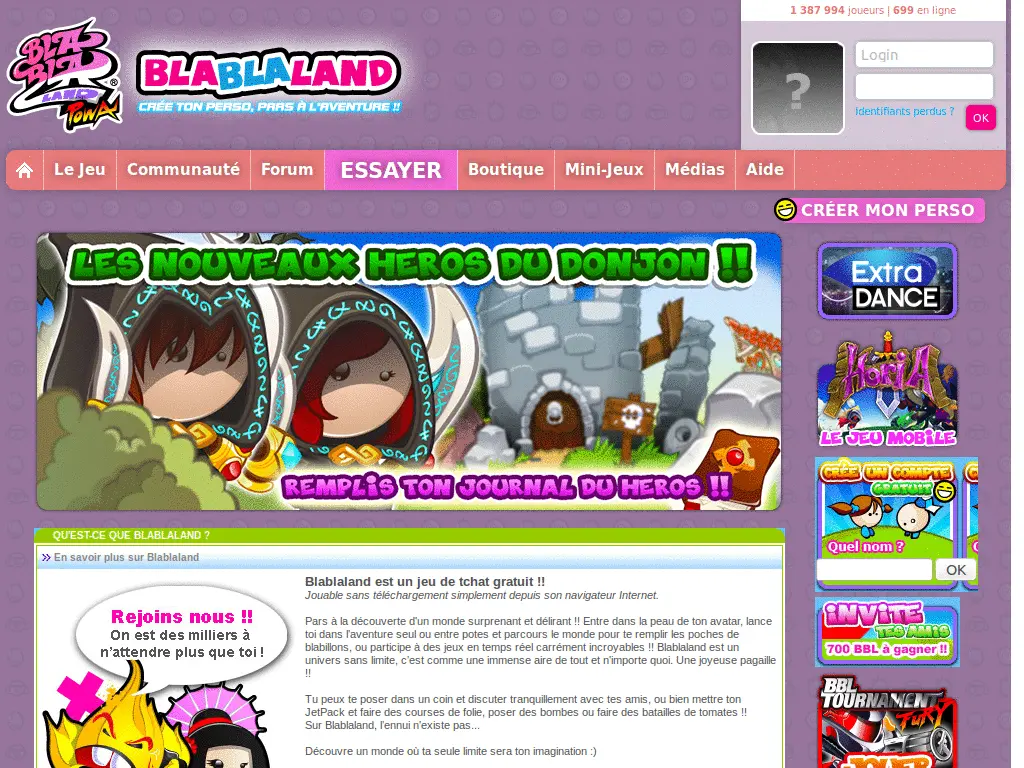 1 387 994 joueurs | 699 en ligne
BLA
BLA
LAND
POWA
®
BLABLALAND
CRÉE TON PERSO, PARS À L'AVENTURE !!
?
Login
Identifiants perdus ?
OK
Le Jeu
Communauté
Forum
ESSAYER
Boutique
Mini-Jeux
Médias
Aide
CRÉER MON PERSO
LES NOUVEAUX HEROS DU DONJON !!
REMPLIS TON JOURNAL DU HEROS !!
Extra
DANCE
HORIA
LE JEU MOBILE
CRÉE UN COMPTE
GRATUIT
Quel nom ?
OK
INVITE
TES AMIS
700 BBL à gagner !!
BBL
TOURNAMENT
FURY
JOUER
QU'EST-CE QUE BLABLALAND ?
En savoir plus sur Blablaland
Rejoins nous !!
On est des milliers à
n'attendre plus que toi !
Blablaland est un jeu de tchat gratuit !!
Jouable sans téléchargement simplement depuis son navigateur Internet.
Pars à la découverte d'un monde surprenant et délirant !! Entre dans la peau de ton avatar, lance
toi dans l'aventure seul ou entre potes et parcours le monde pour te remplir les poches de
blabillons, ou participe à des jeux en temps réel carrément incroyables !! Blablaland est un
univers sans limite, c'est comme une immense aire de tout et n'importe quoi. Une joyeuse pagaille
!!
Tu peux te poser dans un coin et discuter tranquillement avec tes amis, ou bien mettre ton
JetPack et faire des courses de folie, poser des bombes ou faire des batailles de tomates !!
Sur Blablaland, l'ennui n'existe pas...
Découvre un monde où ta seule limite sera ton imagination :)